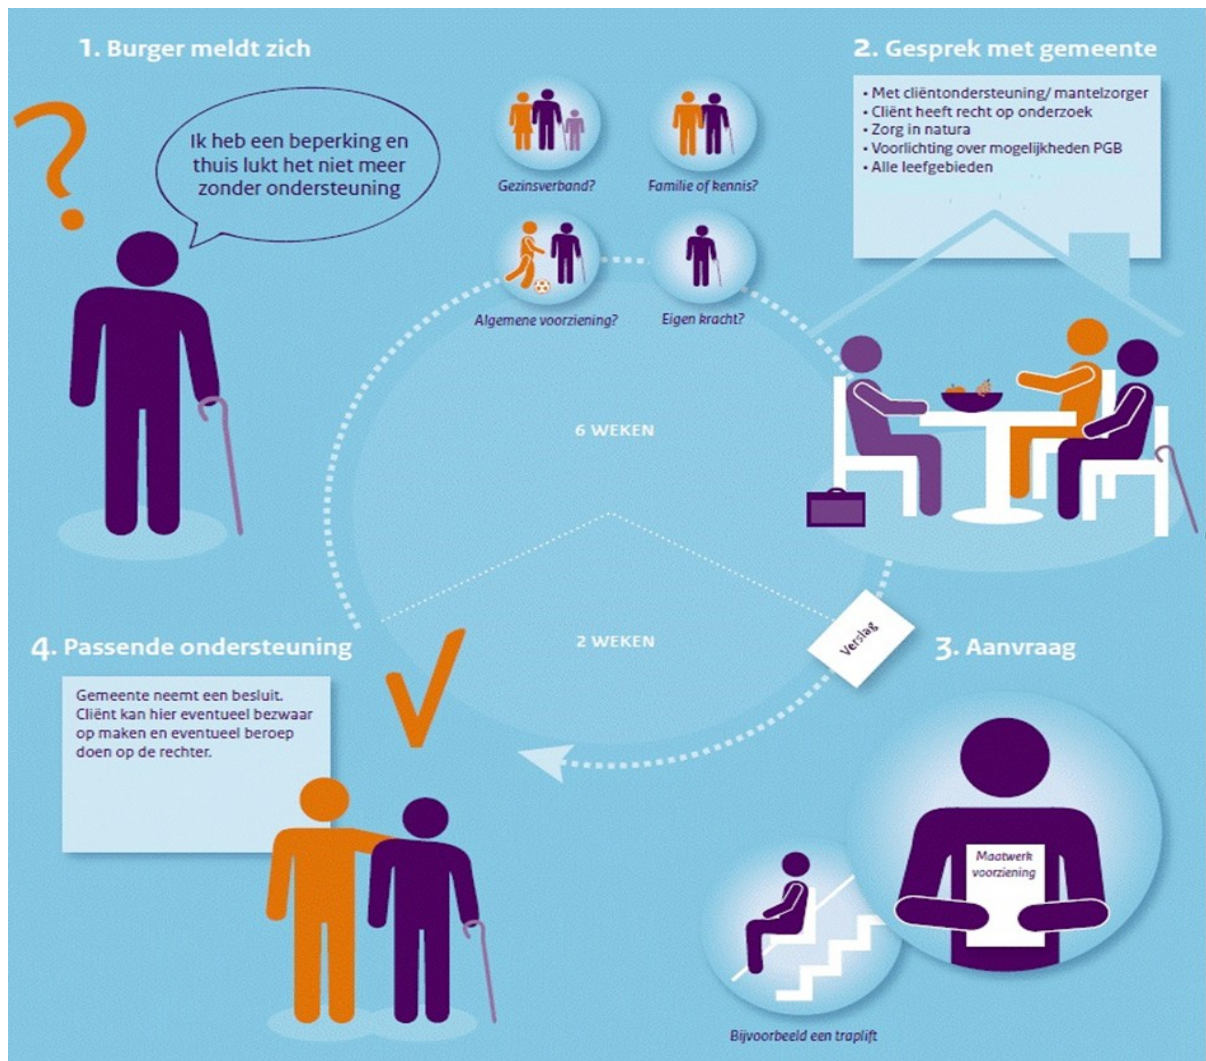 1. Burger meldt zich
Ik heb een beperking en
thuis lukt het niet meer
zonder ondersteuning
Gezinsverband?
Familie of kennis?
Algemene voorziening?
Eigen kracht?
2. Gesprek met gemeente
• Met cliëntondersteuning/ mantelzorger
• Cliënt heeft recht op onderzoek
• Zorg in natura
• Voorlichting over mogelijkheden PGB
• Alle leefgebieden
6 WEKEN
2 WEKEN
Verslag
3. Aanvraag
Maatwerk
voorziening
Bijvoorbeeld een traplift
4. Passende ondersteuning
Gemeente neemt een besluit.
Cliënt kan hier eventueel bezwaar
op maken en eventueel beroep
doen op de rechter.